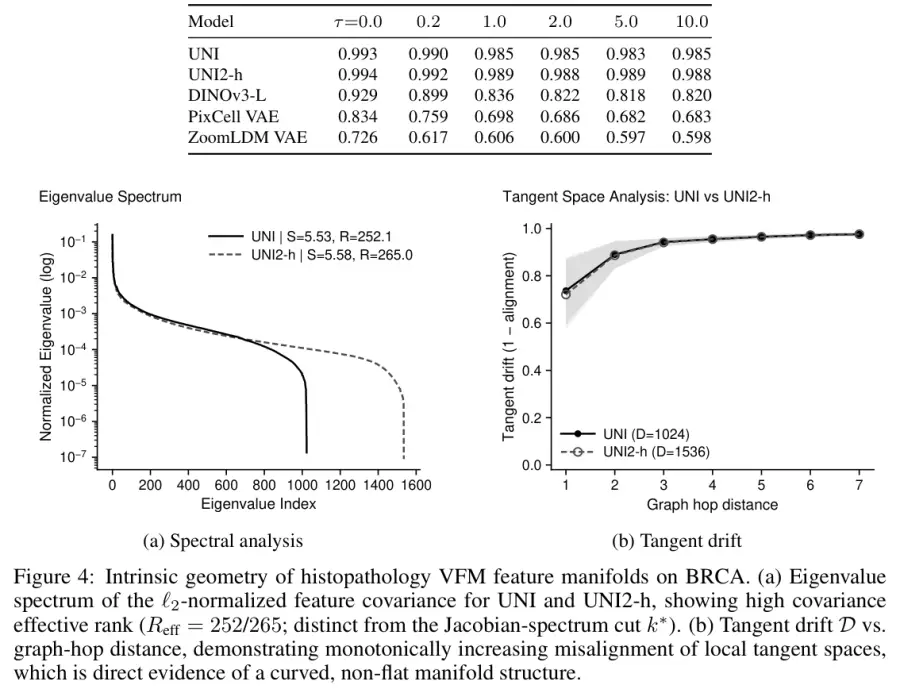 Model τ=0.0 0.2 1.0 2.0 5.0 10.0
UNI 0.993 0.990 0.985 0.985 0.983 0.985
UNI2-h 0.994 0.992 0.989 0.988 0.989 0.988
DINOv3-L 0.929 0.899 0.836 0.822 0.818 0.820
PixCell VAE 0.834 0.759 0.698 0.686 0.682 0.683
ZoomLDM VAE 0.726 0.617 0.606 0.600 0.597 0.598
Eigenvalue Spectrum
Normalized Eigenvalue (log)
10⁻¹
10⁻²
10⁻³
10⁻⁴
10⁻⁵
10⁻⁶
10⁻⁷
UNI | S=5.53, R=252.1
UNI2-h | S=5.58, R=265.0
0 200 400 600 800 1000 1200 1400 1600
Eigenvalue Index
(a) Spectral analysis
Tangent Space Analysis: UNI vs UNI2-h
Tangent drift (1 − alignment)
1.0
0.8
0.6
0.4
0.2
0.0
UNI (D=1024)
UNI2-h (D=1536)
1 2 3 4 5 6 7
Graph hop distance
(b) Tangent drift
Figure 4: Intrinsic geometry of histopathology VFM feature manifolds on BRCA. (a) Eigenvalue
spectrum of the ℓ₂-normalized feature covariance for UNI and UNI2-h, showing high covariance
effective rank (R_eff = 252/265; distinct from the Jacobian-spectrum cut k*). (b) Tangent drift 𝒟 vs.
graph-hop distance, demonstrating monotonically increasing misalignment of local tangent spaces,
which is direct evidence of a curved, non-flat manifold structure.